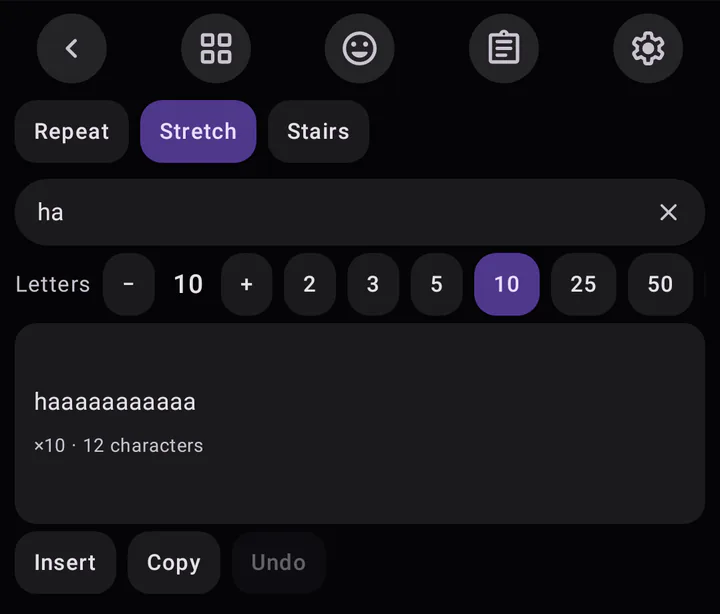 Repeat Stretch Stairs
ha
Letters - 10 + 2 3 5 10 25 50
haaaaaaaaaaa
×10 · 12 characters
Insert Copy Undo